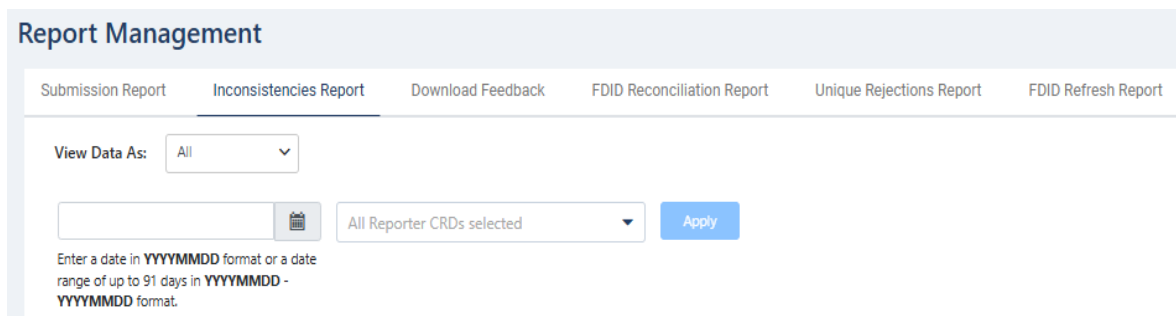 Report Management
Submission Report Inconsistencies Report Download Feedback FDID Reconciliation Report Unique Rejections Report FDID Refresh Report
View Data As: All
All Reporter CRDs selected Apply
Enter a date in YYYYMMDD format or a date
range of up to 91 days in YYYYMMDD -
YYYYMMDD format.